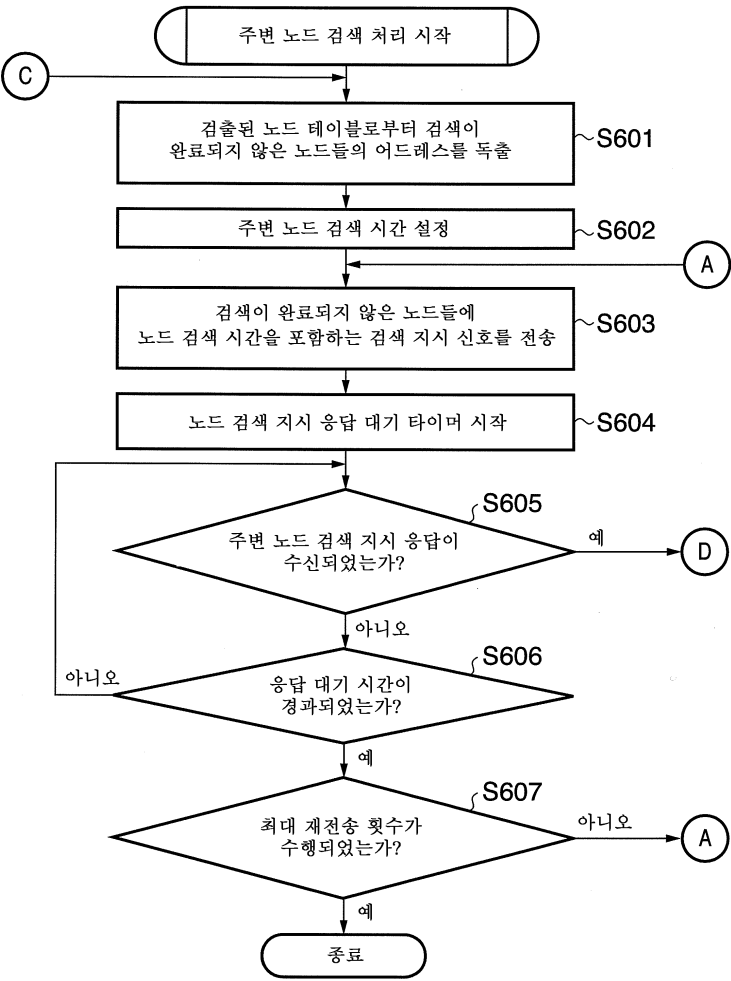 주변 노드 검색 처리 시작
C
검출된 노드 테이블로부터 검색이
완료되지 않은 노드들의 어드레스를 독출
S601
주변 노드 검색 시간 설정
S602
A
검색이 완료되지 않은 노드들에
노드 검색 시간을 포함하는 검색 지시 신호를 전송
S603
노드 검색 지시 응답 대기 타이머 시작
S604
S605
주변 노드 검색 지시 응답이
수신되었는가?
예
D
아니오
S606
응답 대기 시간이
경과되었는가?
아니오
예
S607
최대 재전송 횟수가
수행되었는가?
아니오
A
예
종료